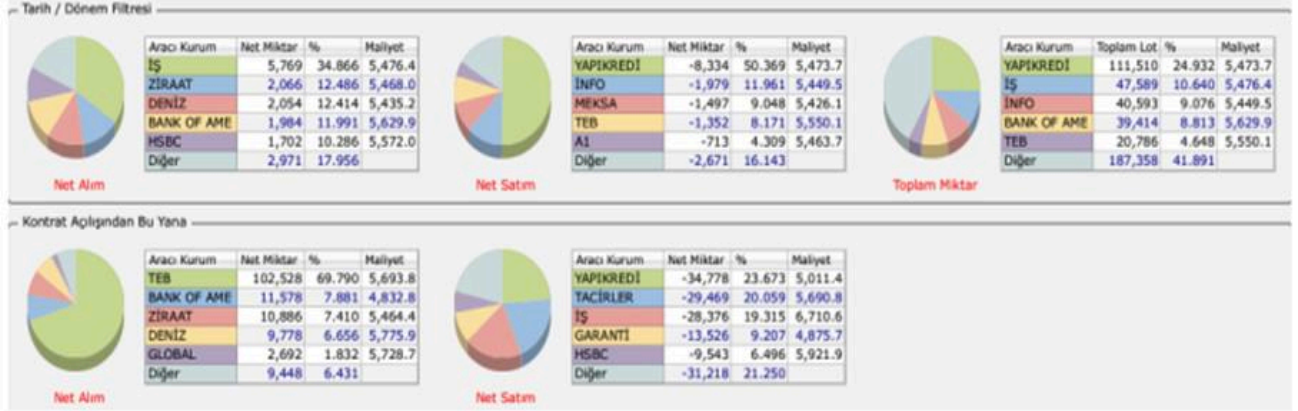 Tarih / Dönem Filtresi
Aracı Kurum Net Miktar % Maliyet
İŞ 5,769 34.866 5,476.4
ZİRAAT 2,066 12.486 5,468.0
DENİZ 2,054 12.414 5,435.2
BANK OF AME 1,984 11.991 5,629.9
HSBC 1,702 10.286 5,572.0
Diğer 2,971 17.956
Net Alım
Aracı Kurum Net Miktar % Maliyet
YAPIKREDİ -8,334 50.369 5,473.7
İNFO -1,979 11.961 5,449.5
MEKSA -1,497 9.048 5,426.1
TEB -1,352 8.171 5,550.1
A1 -713 4.309 5,463.7
Diğer -2,671 16.143
Net Satım
Aracı Kurum Toplam Lot % Maliyet
YAPIKREDİ 111,510 24.932 5,473.7
İŞ 47,589 10.640 5,476.4
İNFO 40,593 9.076 5,449.5
BANK OF AME 39,414 8.813 5,629.9
TEB 20,786 4.648 5,550.1
Diğer 187,358 41.891
Toplam Miktar
Kontrat Açılışından Bu Yana
Aracı Kurum Net Miktar % Maliyet
TEB 102,528 69.790 5,693.8
BANK OF AME 11,578 7.881 4,832.8
ZİRAAT 10,886 7.410 5,464.4
DENİZ 9,778 6.656 5,775.9
GLOBAL 2,692 1.832 5,728.7
Diğer 9,448 6.431
Net Alım
Aracı Kurum Net Miktar % Maliyet
YAPIKREDİ -34,778 23.673 5,011.4
TACİRLER -29,469 20.059 5,690.8
İŞ -28,376 19.315 6,710.6
GARANTİ -13,526 9.207 4,875.7
HSBC -9,543 6.496 5,921.9
Diğer -31,218 21.250
Net Satım